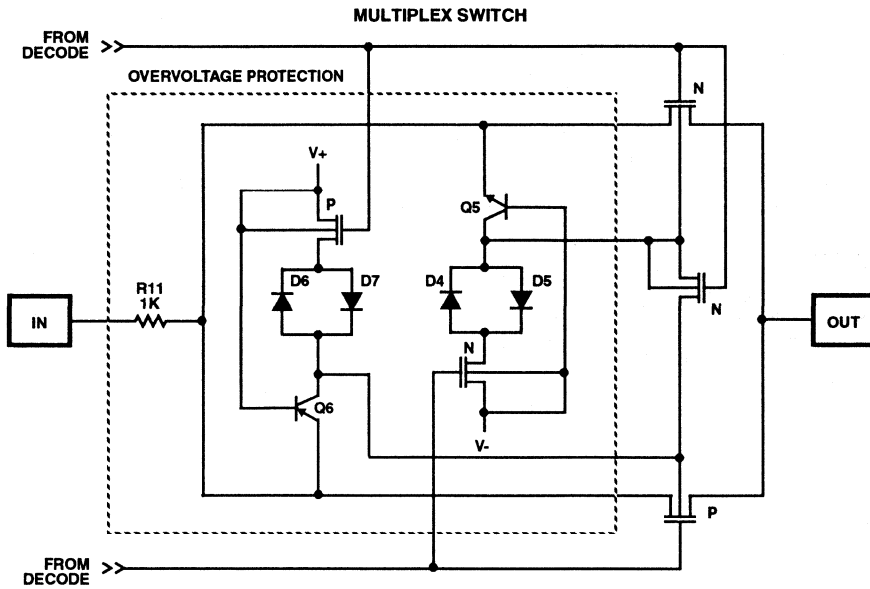 MULTIPLEX SWITCH
FROM
DECODE
OVERVOLTAGE PROTECTION
N
V+
P
Q5
D6
D7
D4
D5
R11
1K
IN
N
OUT
N
Q6
V-
P
FROM
DECODE